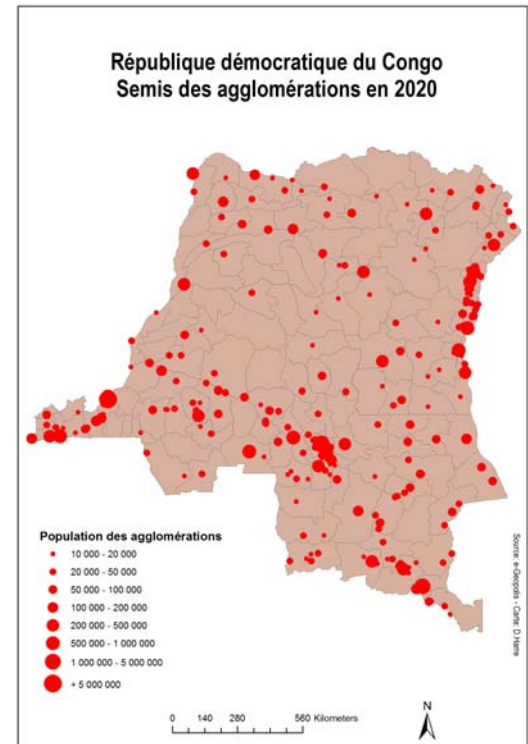 République démocratique du Congo
Semis des agglomérations en 2020
Population des agglomérations
10 000 - 20 000
20 000 - 50 000
50 000 - 100 000
100 000 - 200 000
200 000 - 500 000
500 000 - 1 000 000
1 000 000 - 5 000 000
+ 5 000 000
0 140 280 560 Kilometers
N
Source: e-Geopolis - Carte: D.Harre